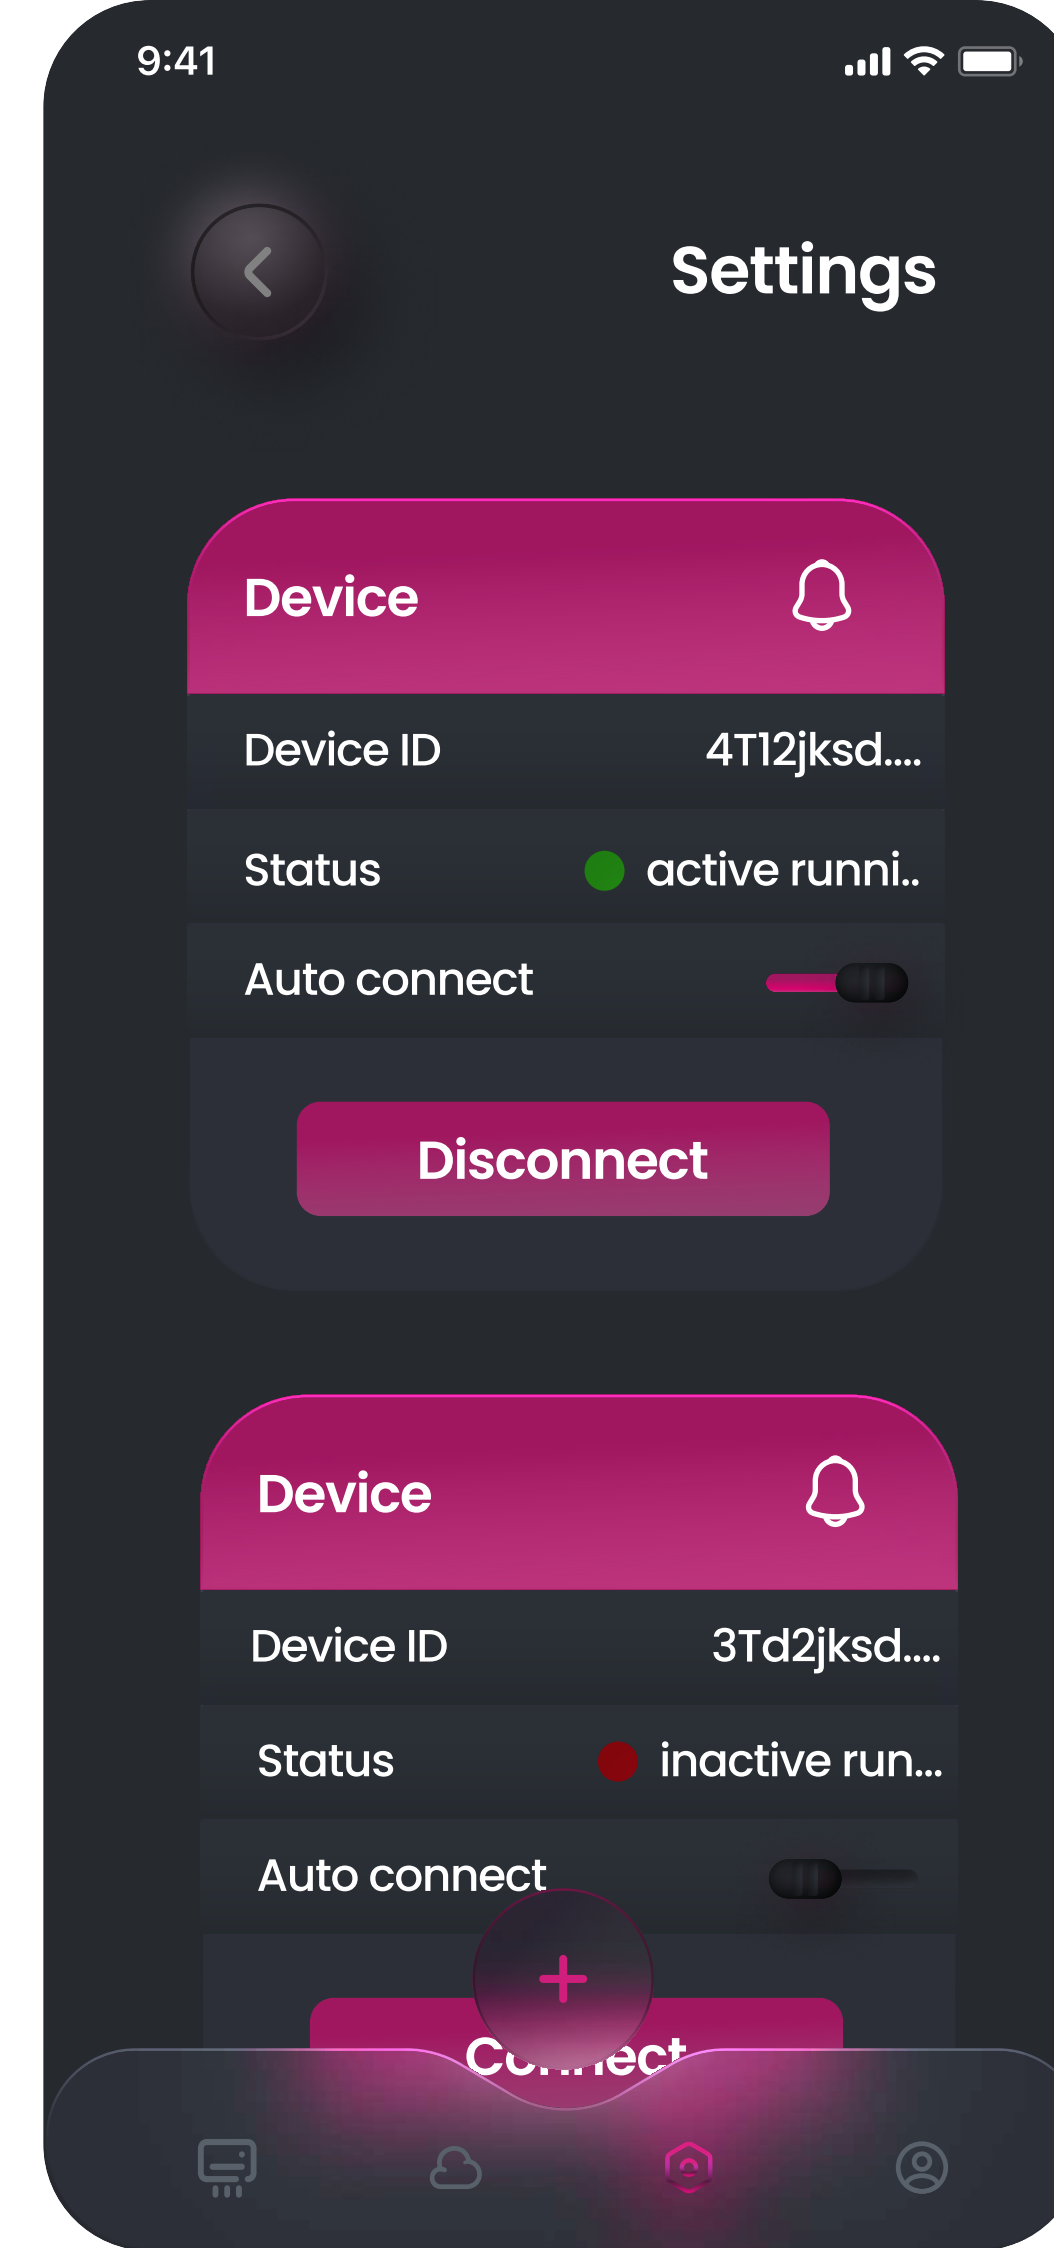 9:41
Settings
Device
Device ID 4T12jksd....
Status active runni..
Auto connect
Disconnect
Device
Device ID 3Td2jksd....
Status inactive run...
Auto connect
Connect